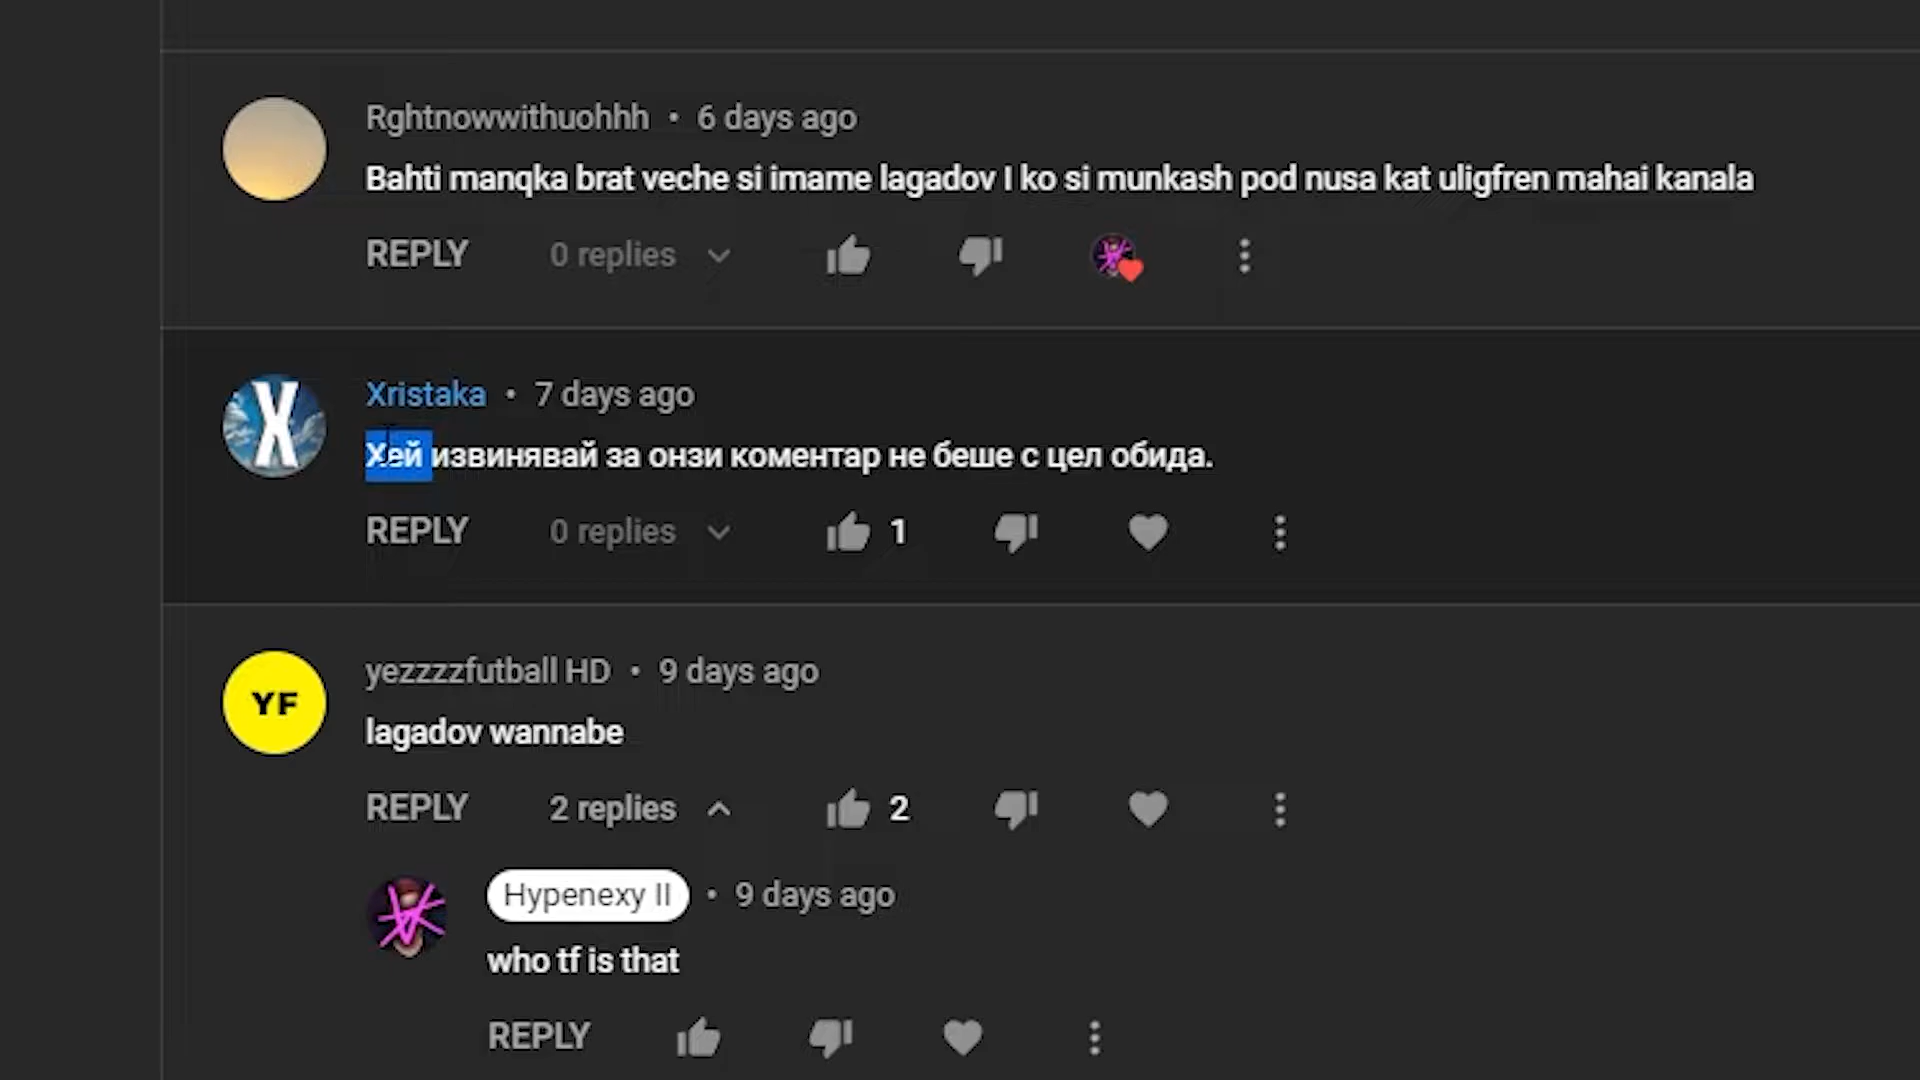 Rghtnowwithuohhh • 6 days ago
Bahti manqka brat veche si imame lagadov I ko si munkash pod nusa kat uligfren mahai kanala
REPLY 0 replies
X
Xristaka • 7 days ago
Хей извинявай за онзи коментар не беше с цел обида.
REPLY 0 replies 1
YF
yezzzzfutball HD • 9 days ago
lagadov wannabe
REPLY 2 replies 2
Hypenexy II • 9 days ago
who tf is that
REPLY